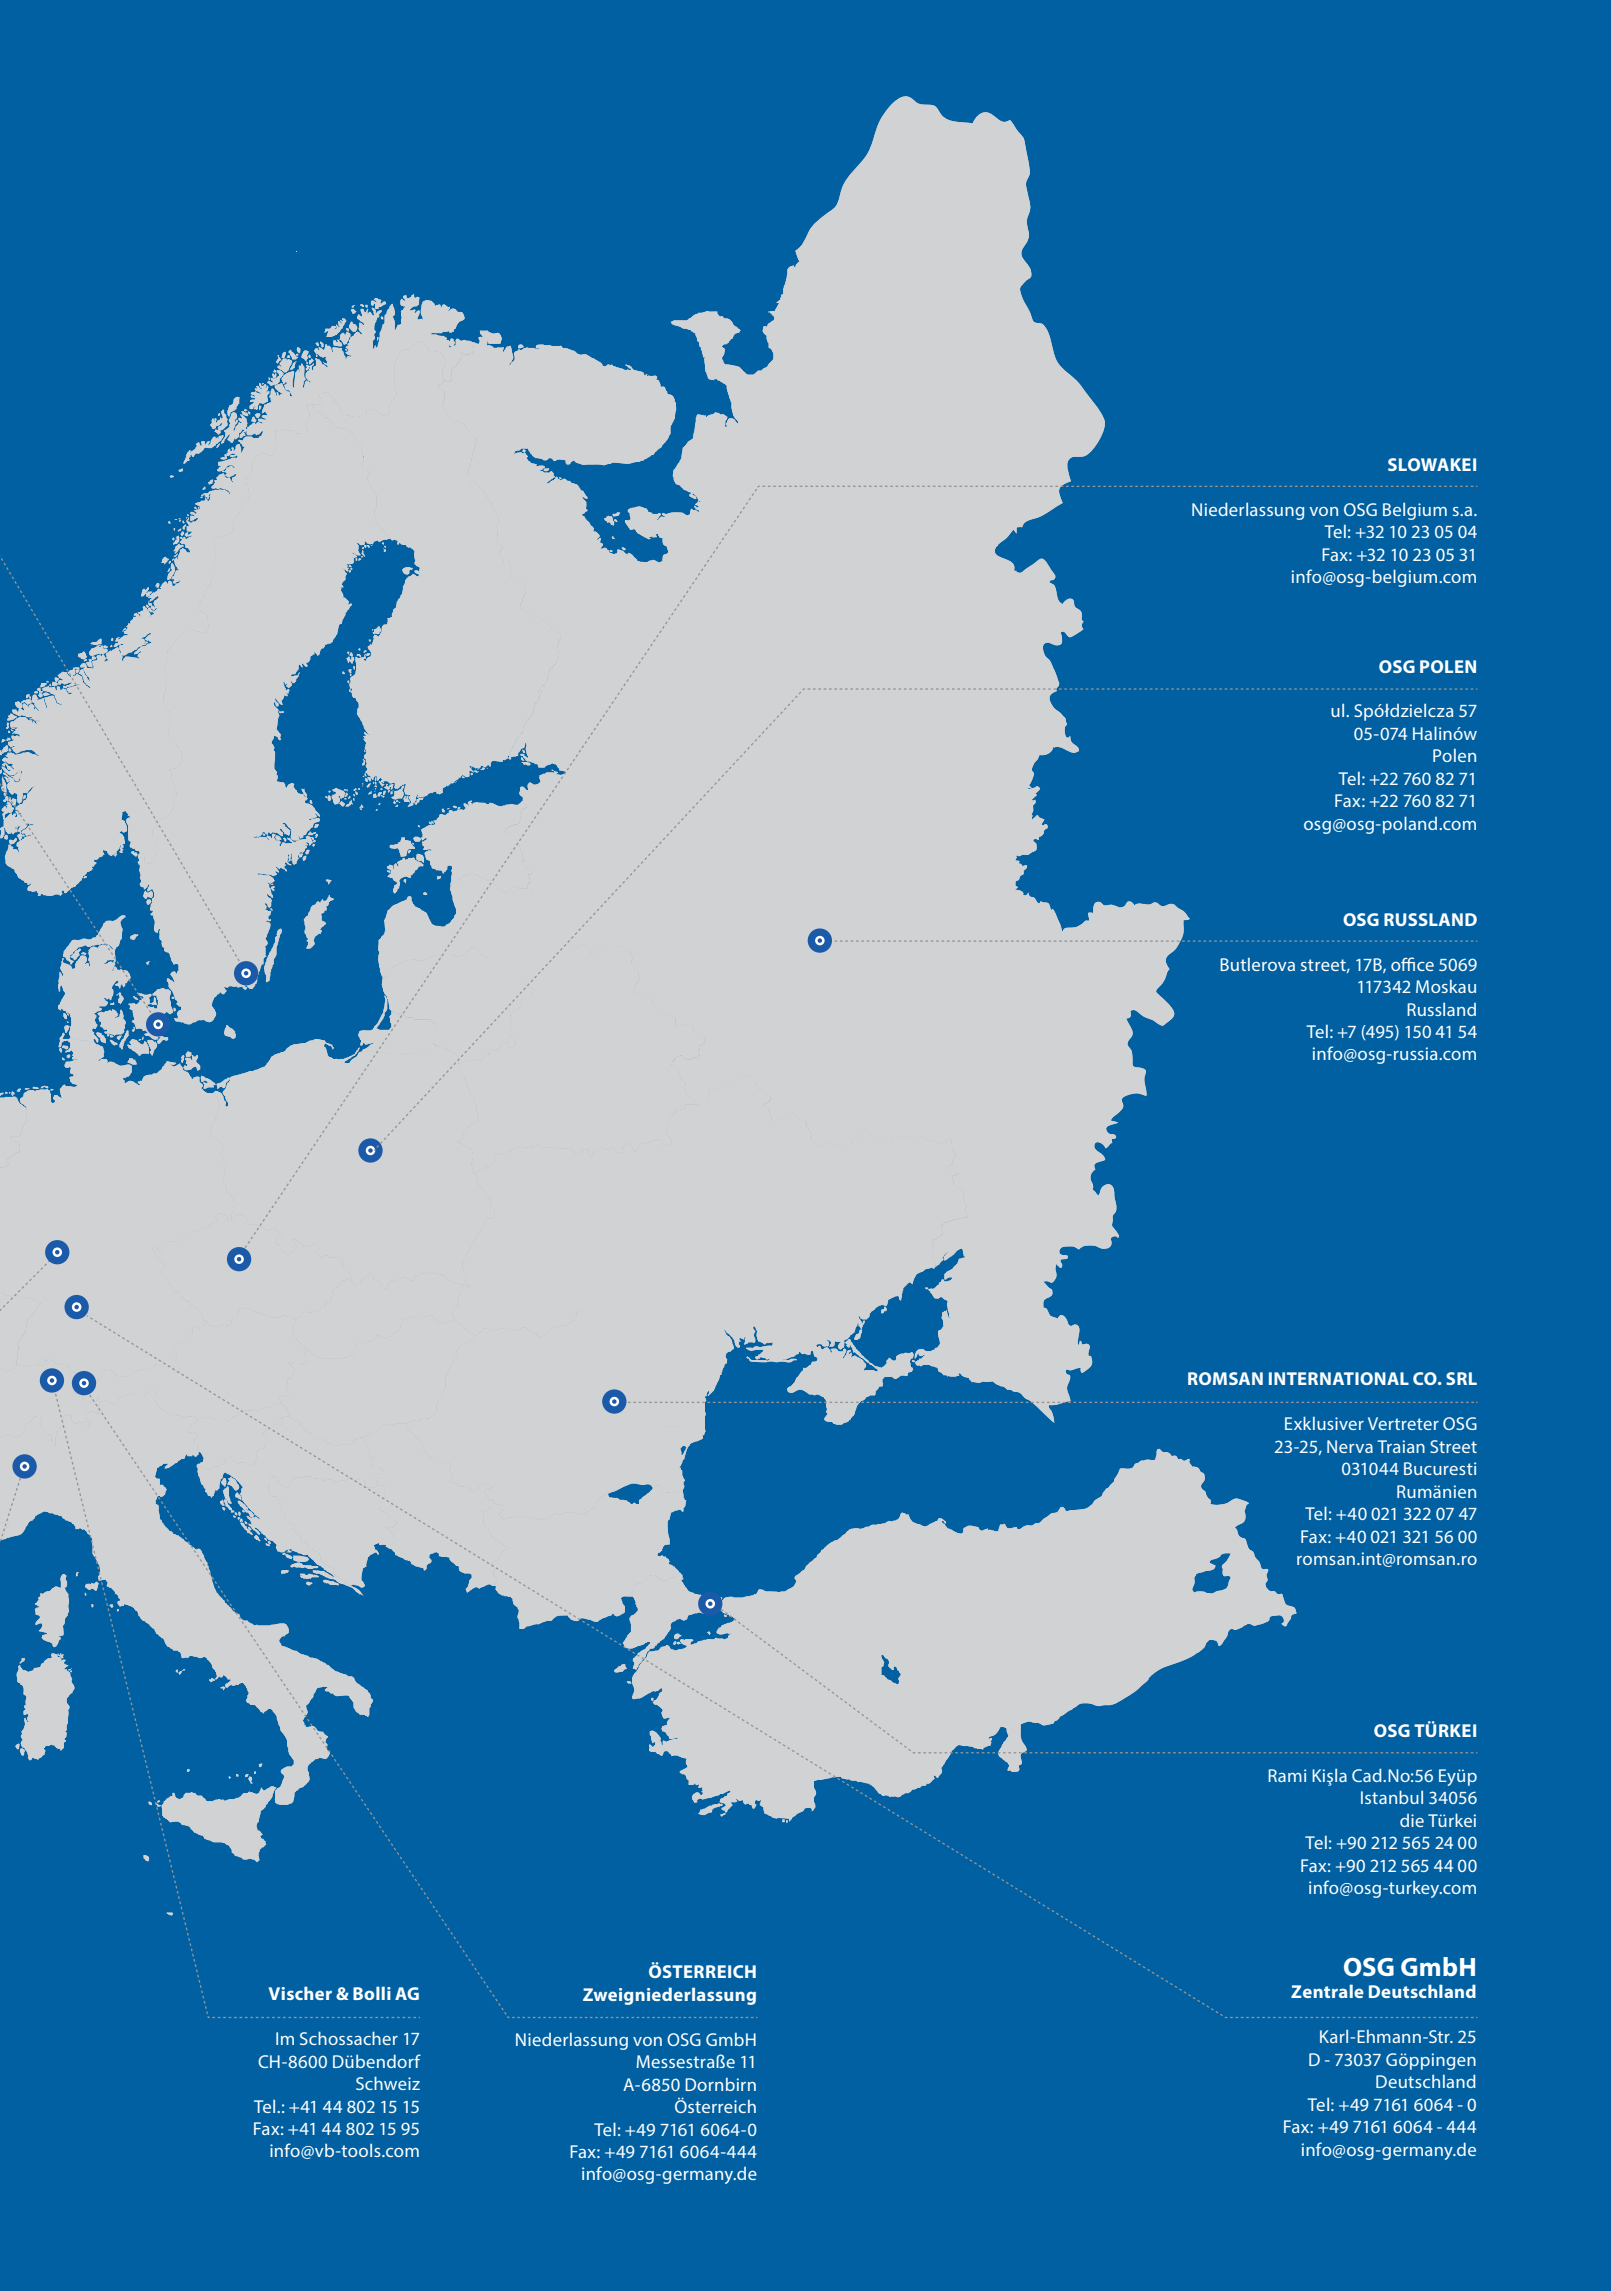 SLOWAKEI
Niederlassung von OSG Belgium s.a.
Tel: +32 10 23 05 04
Fax: +32 10 23 05 31
info@osg-belgium.com
OSG POLEN
ul. Spółdzielcza 57
05-074 Halinów
Polen
Tel: +22 760 82 71
Fax: +22 760 82 71
osg@osg-poland.com
OSG RUSSLAND
Butlerova street, 17B, office 5069
117342 Moskau
Russland
Tel: +7 (495) 150 41 54
info@osg-russia.com
ROMSAN INTERNATIONAL CO. SRL
Exklusiver Vertreter OSG
23-25, Nerva Traian Street
031044 Bucuresti
Rumänien
Tel: +40 021 322 07 47
Fax: +40 021 321 56 00
romsan.int@romsan.ro
OSG TÜRKEI
Rami Kişla Cad.No:56 Eyüp
Istanbul 34056
die Türkei
Tel: +90 212 565 24 00
Fax: +90 212 565 44 00
info@osg-turkey.com
Vischer & Bolli AG
Im Schossacher 17
CH-8600 Dübendorf
Schweiz
Tel.: +41 44 802 15 15
Fax: +41 44 802 15 95
info@vb-tools.com
ÖSTERREICH
Zweigniederlassung
Niederlassung von OSG GmbH
Messestraße 11
A-6850 Dornbirn
Österreich
Tel: +49 7161 6064-0
Fax: +49 7161 6064-444
info@osg-germany.de
OSG GmbH
Zentrale Deutschland
Karl-Ehmann-Str. 25
D - 73037 Göppingen
Deutschland
Tel: +49 7161 6064 - 0
Fax: +49 7161 6064 - 444
info@osg-germany.de